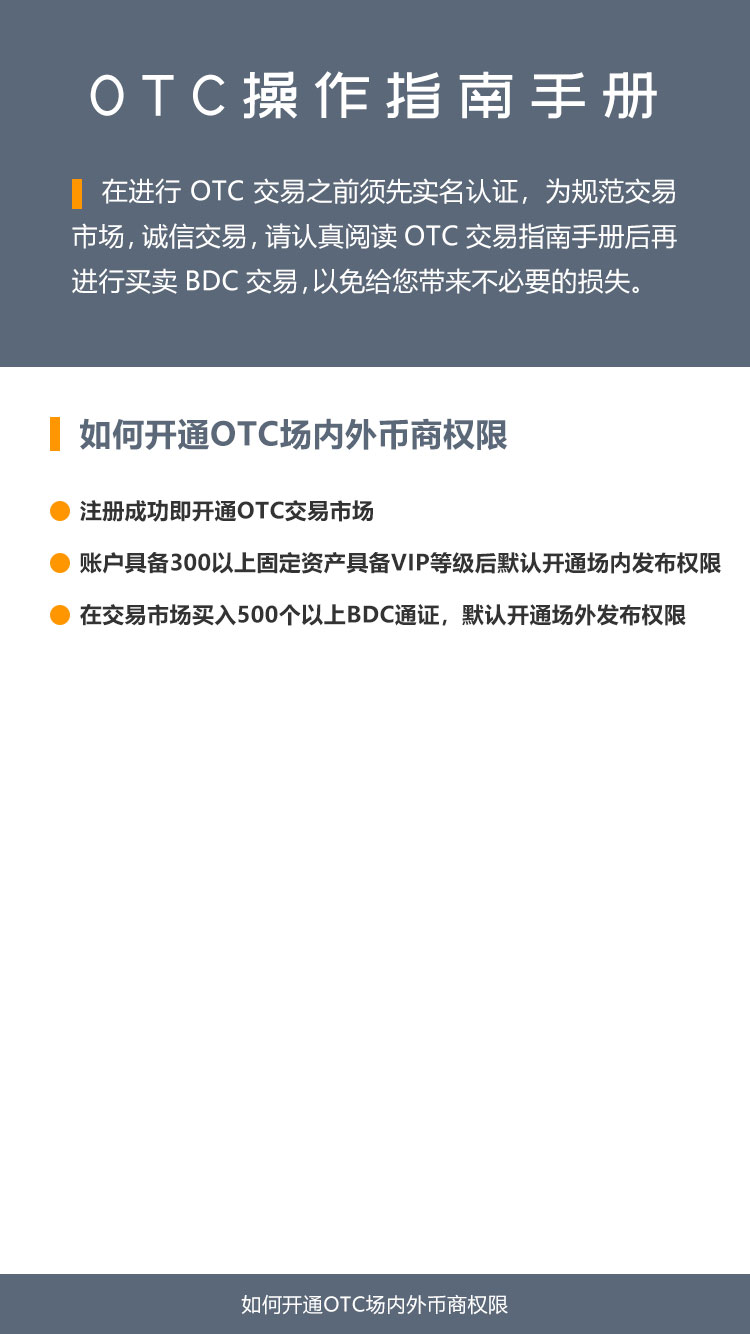 OTC操作指南手册
在进行 OTC 交易之前须先实名认证，为规范交易
市场，诚信交易，请认真阅读 OTC 交易指南手册后再
进行买卖 BDC 交易，以免给您带来不必要的损失。
如何开通OTC场内外币商权限
注册成功即开通OTC交易市场
账户具备300以上固定资产具备VIP等级后默认开通场内发布权限
在交易市场买入500个以上BDC通证，默认开通场外发布权限
如何开通OTC场内外币商权限